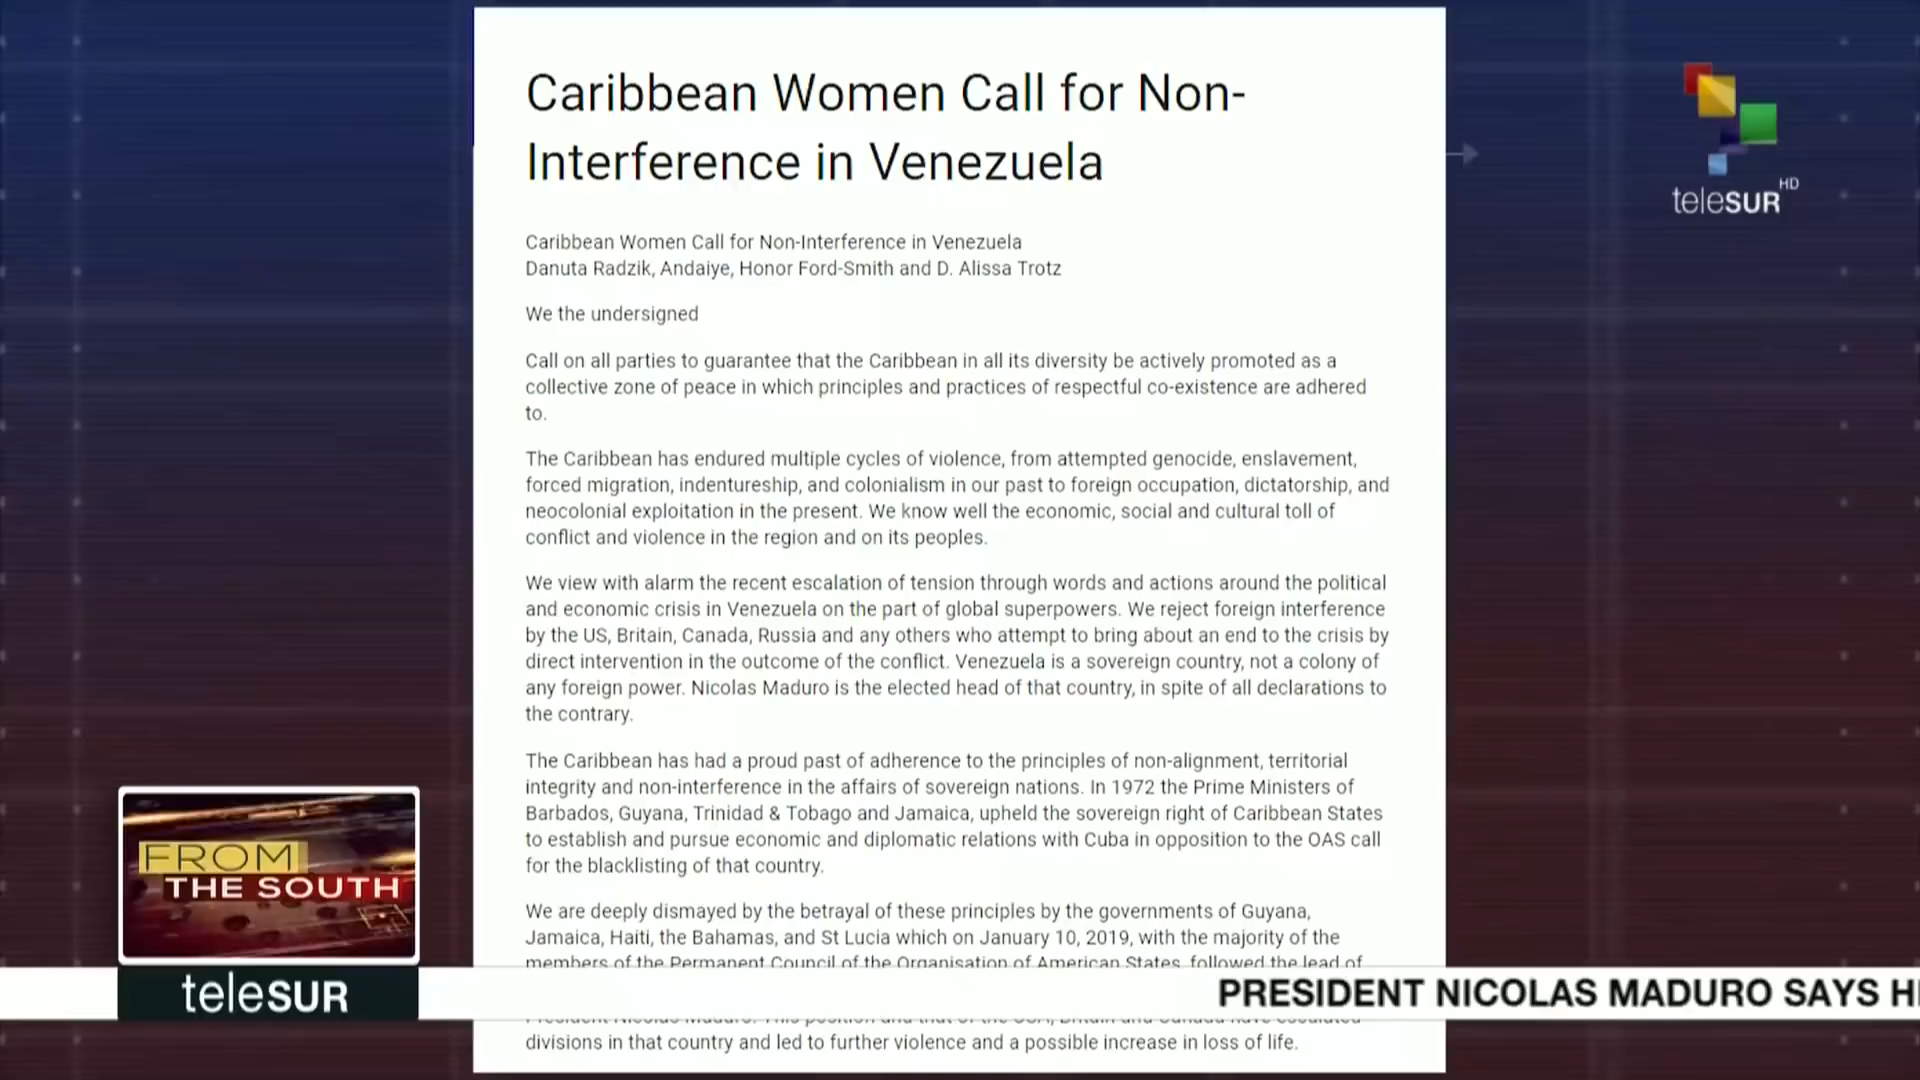 Caribbean Women Call for Non-
Interference in Venezuela
Caribbean Women Call for Non-Interference in Venezuela
Danuta Radzik, Andaiye, Honor Ford-Smith and D. Alissa Trotz
We the undersigned
Call on all parties to guarantee that the Caribbean in all its diversity be actively promoted as a
collective zone of peace in which principles and practices of respectful co-existence are adhered
to.
The Caribbean has endured multiple cycles of violence, from attempted genocide, enslavement,
forced migration, indentureship, and colonialism in our past to foreign occupation, dictatorship, and
neocolonial exploitation in the present. We know well the economic, social and cultural toll of
conflict and violence in the region and on its peoples.
We view with alarm the recent escalation of tension through words and actions around the political
and economic crisis in Venezuela on the part of global superpowers. We reject foreign interference
by the US, Britain, Canada, Russia and any others who attempt to bring about an end to the crisis by
direct intervention in the outcome of the conflict. Venezuela is a sovereign country, not a colony of
any foreign power. Nicolas Maduro is the elected head of that country, in spite of all declarations to
the contrary.
The Caribbean has had a proud past of adherence to the principles of non-alignment, territorial
integrity and non-interference in the affairs of sovereign nations. In 1972 the Prime Ministers of
Barbados, Guyana, Trinidad & Tobago and Jamaica, upheld the sovereign right of Caribbean States
to establish and pursue economic and diplomatic relations with Cuba in opposition to the OAS call
for the blacklisting of that country.
We are deeply dismayed by the betrayal of these principles by the governments of Guyana,
Jamaica, Haiti, the Bahamas, and St Lucia which on January 10, 2019, with the majority of the
members of the Permanent Council of the Organisation of American States, followed the lead of
divisions in that country and led to further violence and a possible increase in loss of life.
teleSUR HD
FROM
THE SOUTH
teleSUR
PRESIDENT NICOLAS MADURO SAYS